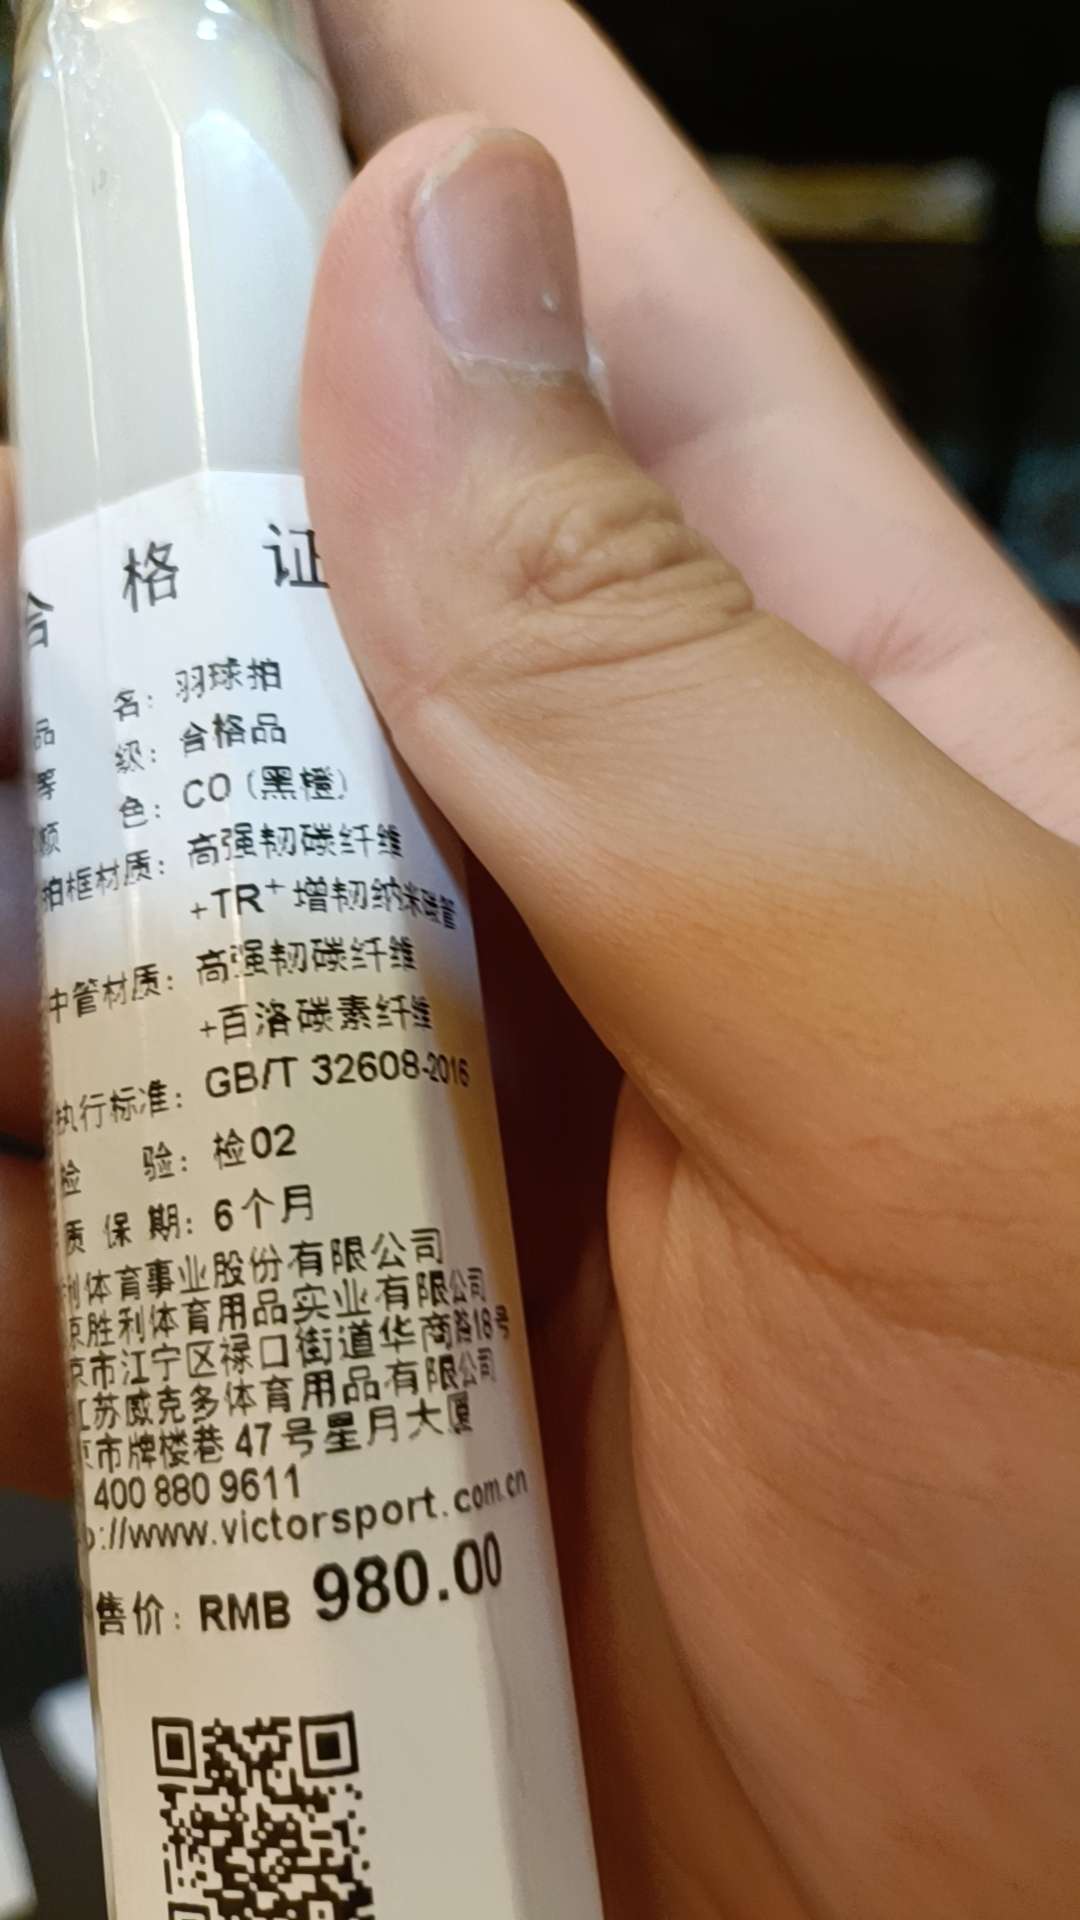 合 格 证
品 名：羽球拍
等 级：合格品
颜 色：CO（黑橙）
拍框材质：高强韧碳纤维
+TR⁺增韧纳米碳管
中管材质：高强韧碳纤维
+百洛碳素纤维
执行标准：GB/T 32608-2016
检 验：检02
质 保 期：6个月
利体育事业股份有限公司
京胜利体育用品实业有限公司
京市江宁区禄口街道华商路18号
江苏威克多体育用品有限公司
京市牌楼巷 47 号星月大厦
400 880 9611
p://www.victorsport.com.cn
售价：RMB 980.00